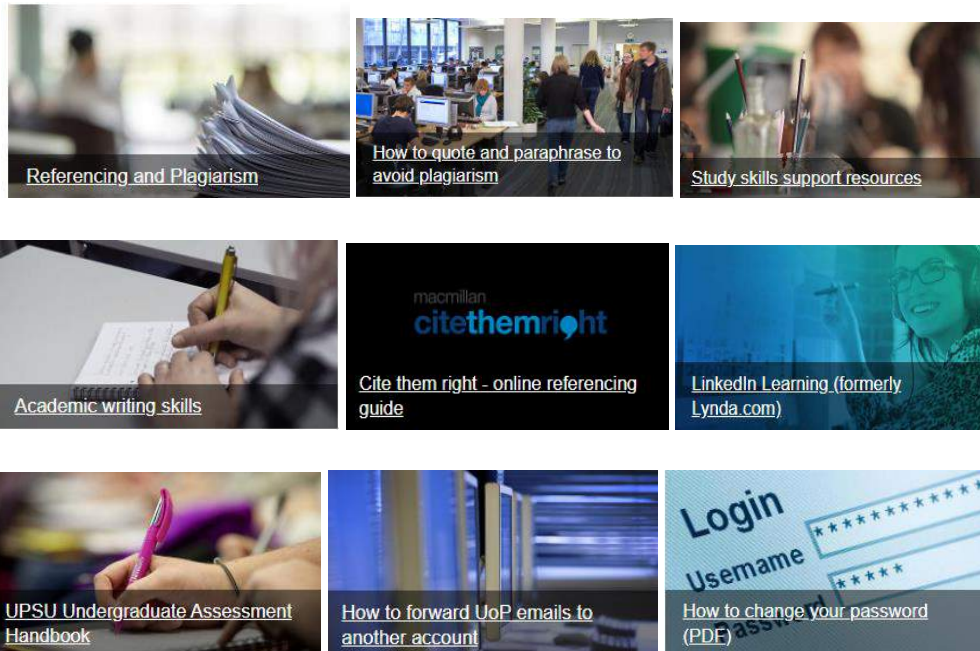 Referencing and Plagiarism
How to quote and paraphrase to
avoid plagiarism
Study skills support resources
Academic writing skills
macmillan
citethemright
Cite them right - online referencing
guide
LinkedIn Learning (formerly
Lynda.com)
UPSU Undergraduate Assessment
Handbook
How to forward UoP emails to
another account
Login
Username
**********
Password
*****
How to change your password
(PDF)